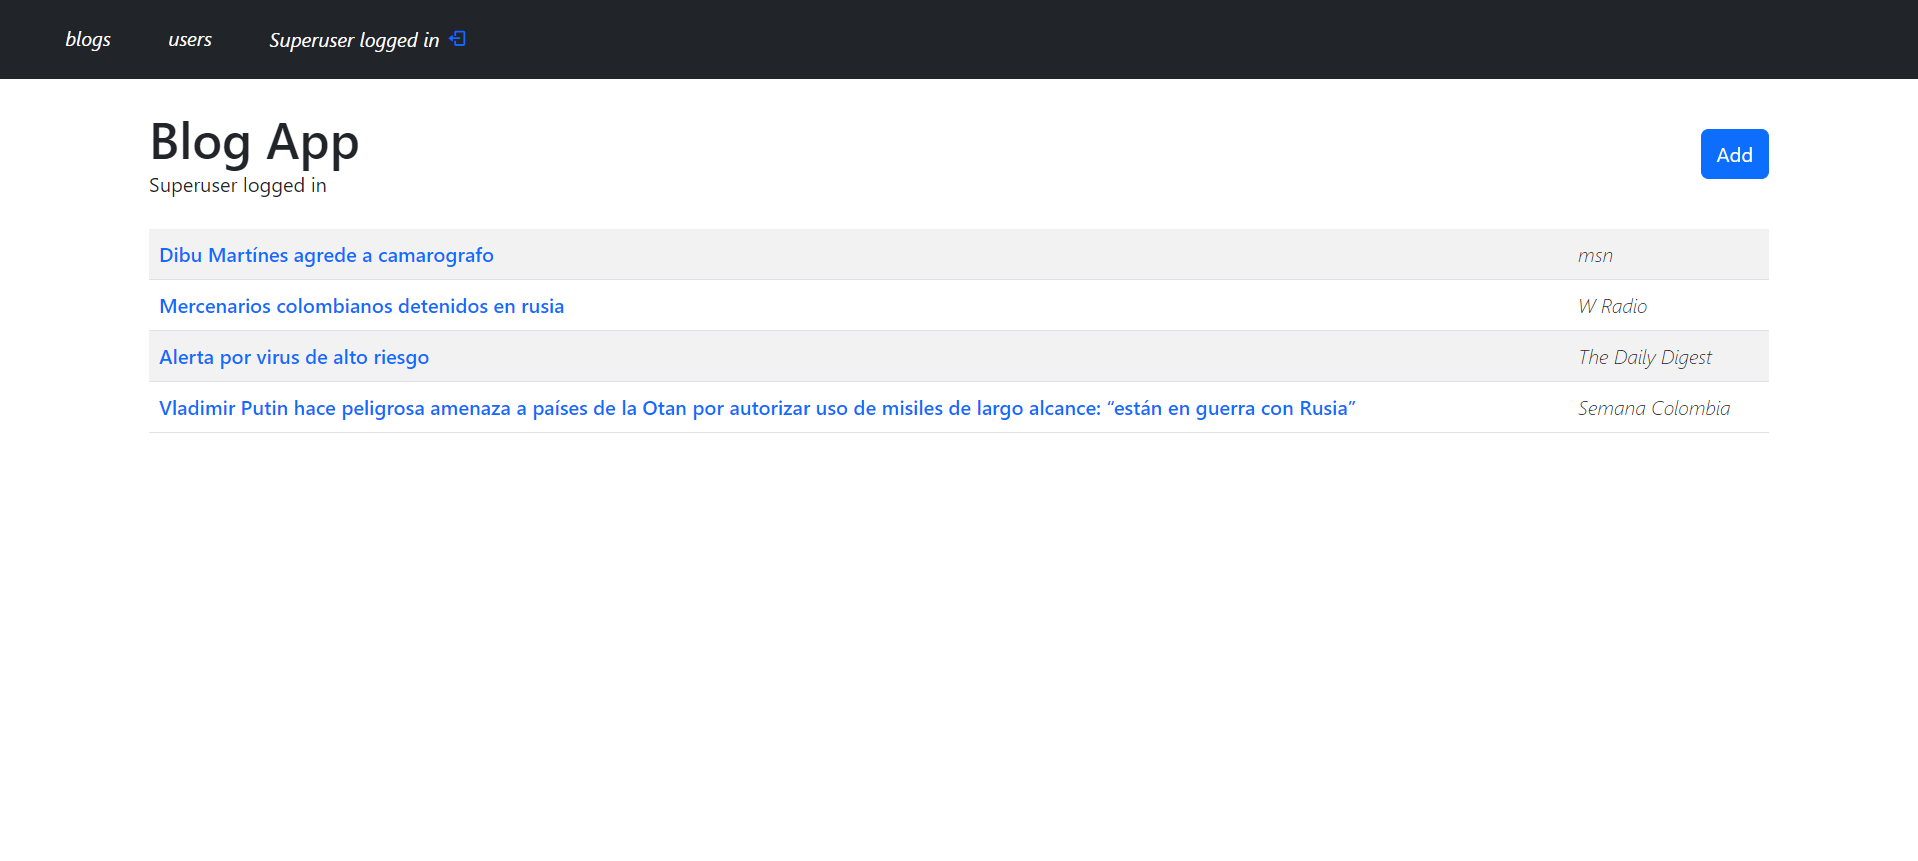 blogs users Superuser logged in
Blog App
Add
Superuser logged in
Dibu Martínes agrede a camarografo msn
Mercenarios colombianos detenidos en rusia W Radio
Alerta por virus de alto riesgo The Daily Digest
Vladimir Putin hace peligrosa amenaza a países de la Otan por autorizar uso de misiles de largo alcance: “están en guerra con Rusia” Semana Colombia